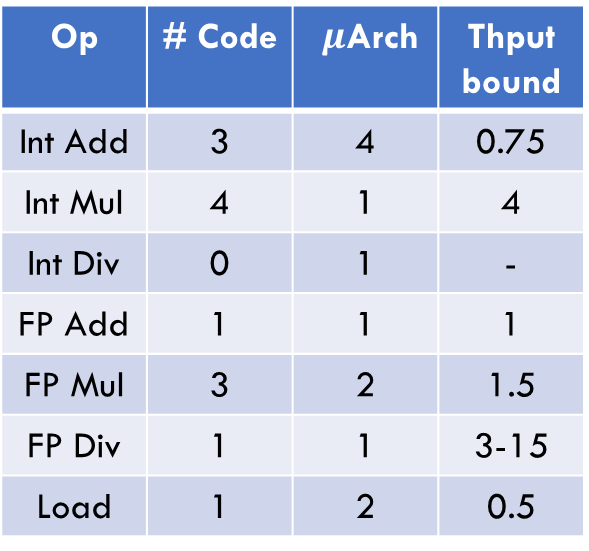 Op # Code 𝜇Arch Thput bound
Int Add 3 4 0.75
Int Mul 4 1 4
Int Div 0 1 -
FP Add 1 1 1
FP Mul 3 2 1.5
FP Div 1 1 3-15
Load 1 2 0.5